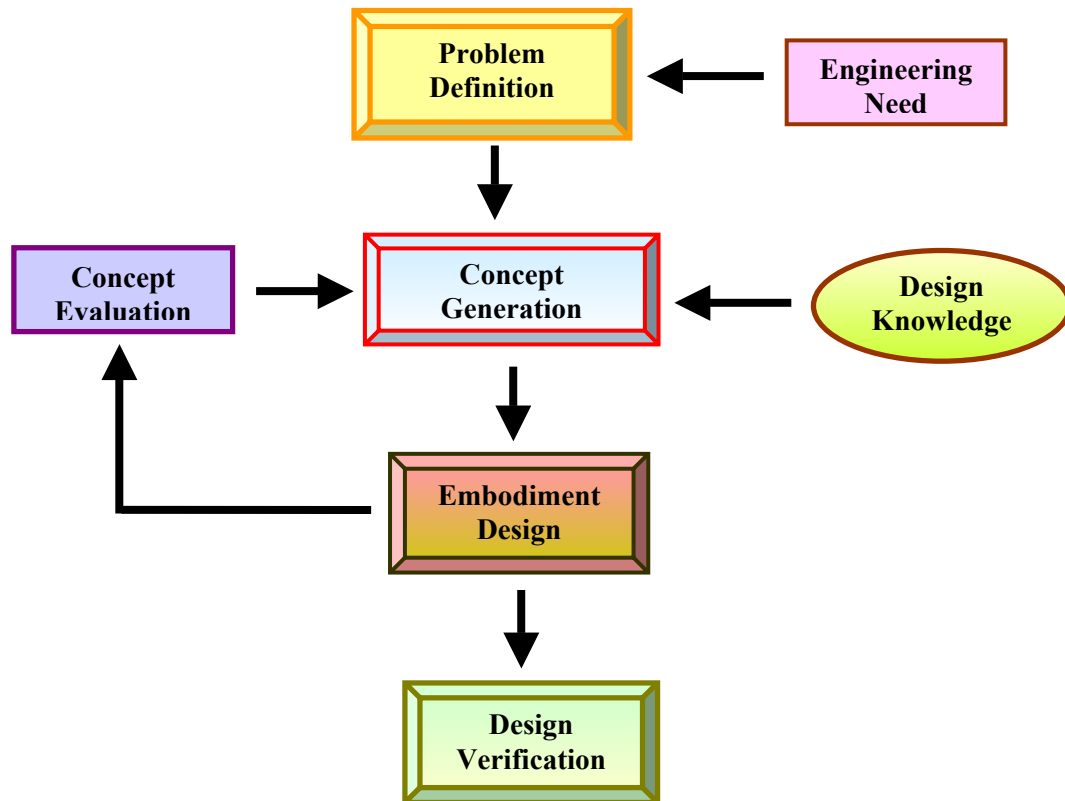 Problem
Definition
Engineering
Need
Concept
Evaluation
Concept
Generation
Design
Knowledge
Embodiment
Design
Design
Verification